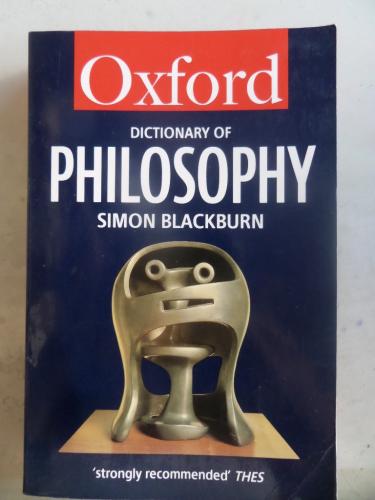 Oxford
DICTIONARY OF
PHILOSOPHY
SIMON BLACKBURN
'strongly recommended' THES